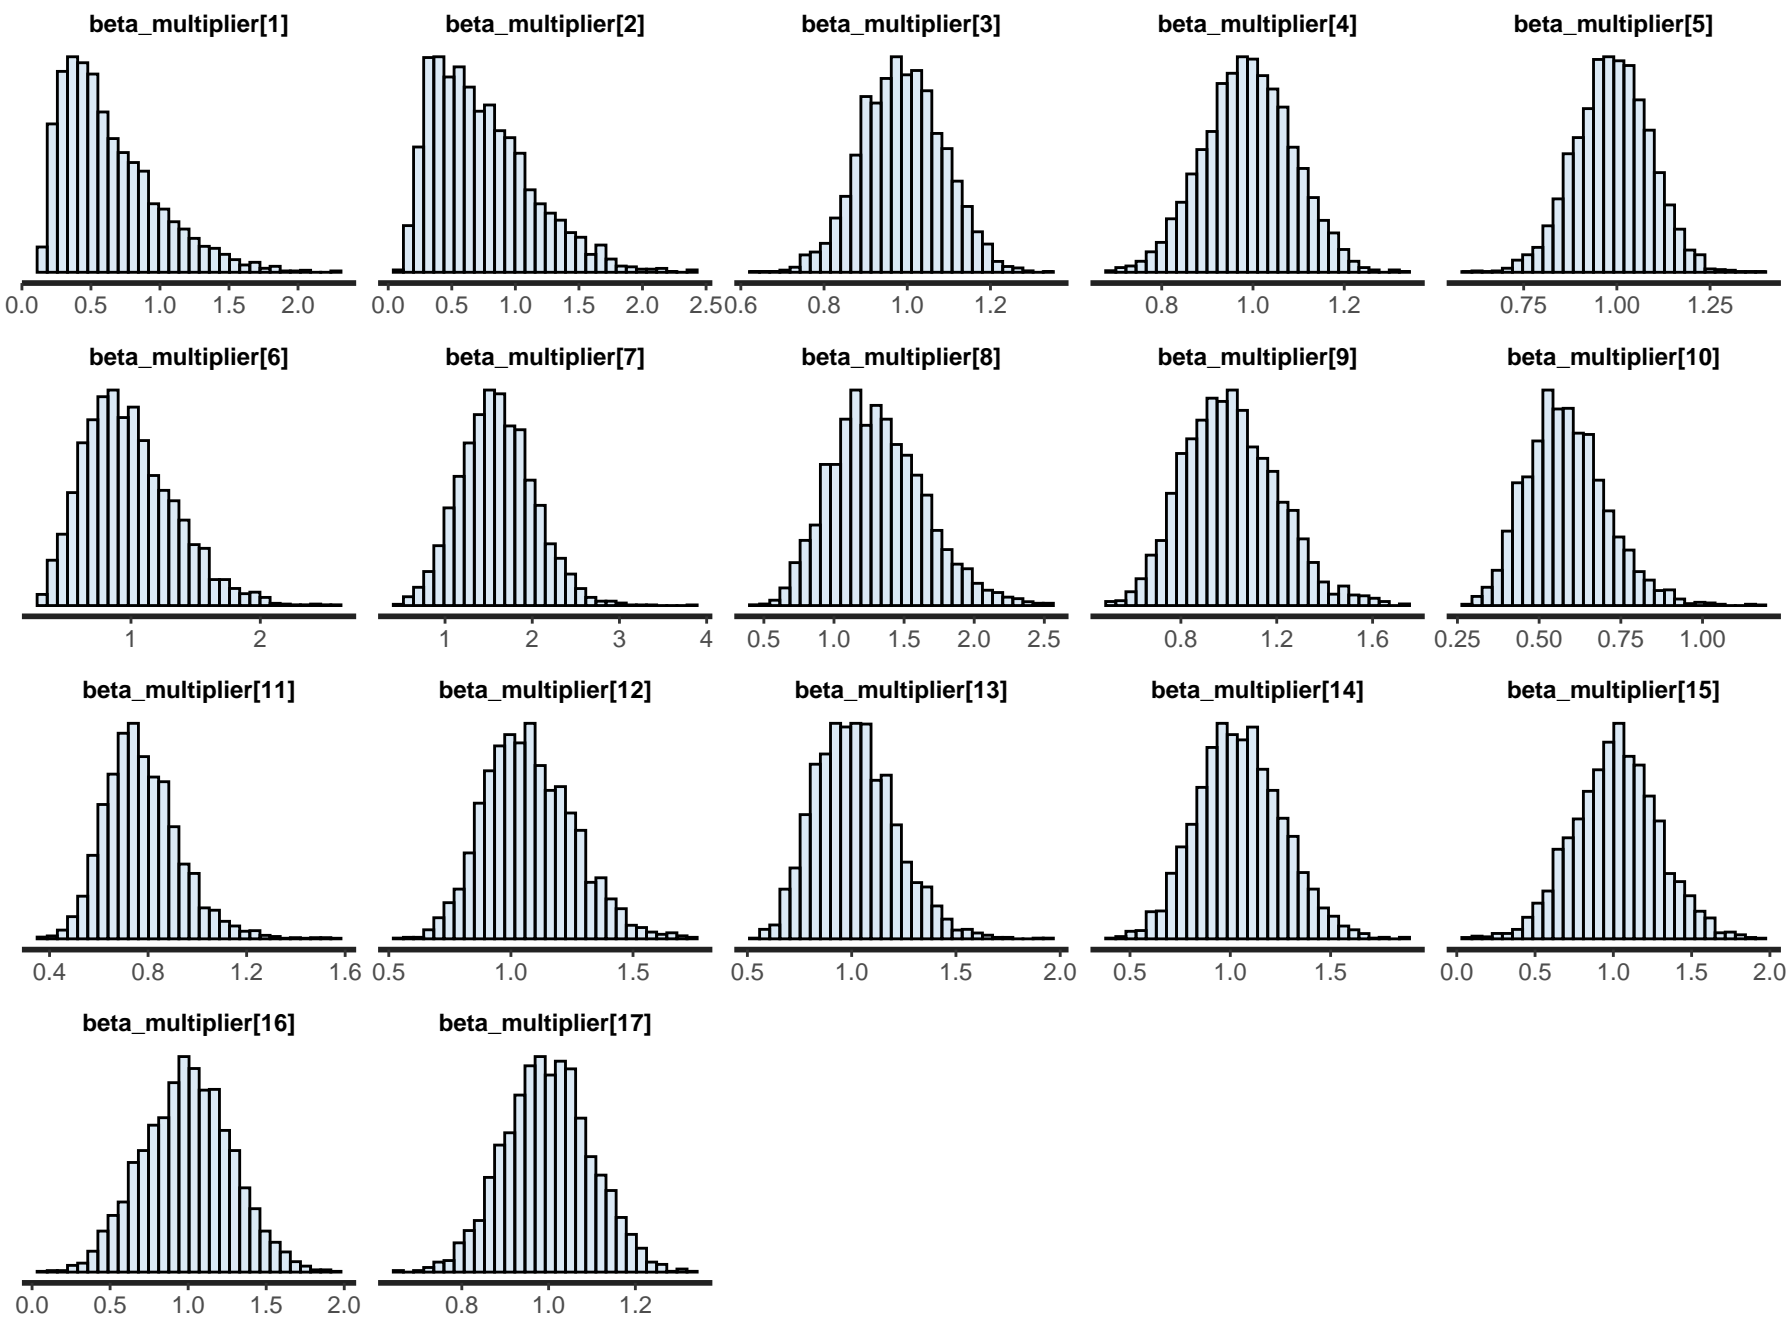 beta_multiplier[1] beta_multiplier[2] beta_multiplier[3] beta_multiplier[4] beta_multiplier[5]
0.0 0.5 1.0 1.5 2.0 0.0 0.5 1.0 1.5 2.0 2.5 0.6 0.8 1.0 1.2 0.8 1.0 1.2 0.75 1.00 1.25
beta_multiplier[6] beta_multiplier[7] beta_multiplier[8] beta_multiplier[9] beta_multiplier[10]
1 2 1 2 3 4 0.5 1.0 1.5 2.0 2.5 0.8 1.2 1.6 0.25 0.50 0.75 1.00
beta_multiplier[11] beta_multiplier[12] beta_multiplier[13] beta_multiplier[14] beta_multiplier[15]
0.4 0.8 1.2 1.6 0.5 1.0 1.5 0.5 1.0 1.5 2.0 0.5 1.0 1.5 0.0 0.5 1.0 1.5 2.0
beta_multiplier[16] beta_multiplier[17]
0.0 0.5 1.0 1.5 2.0 0.8 1.0 1.2